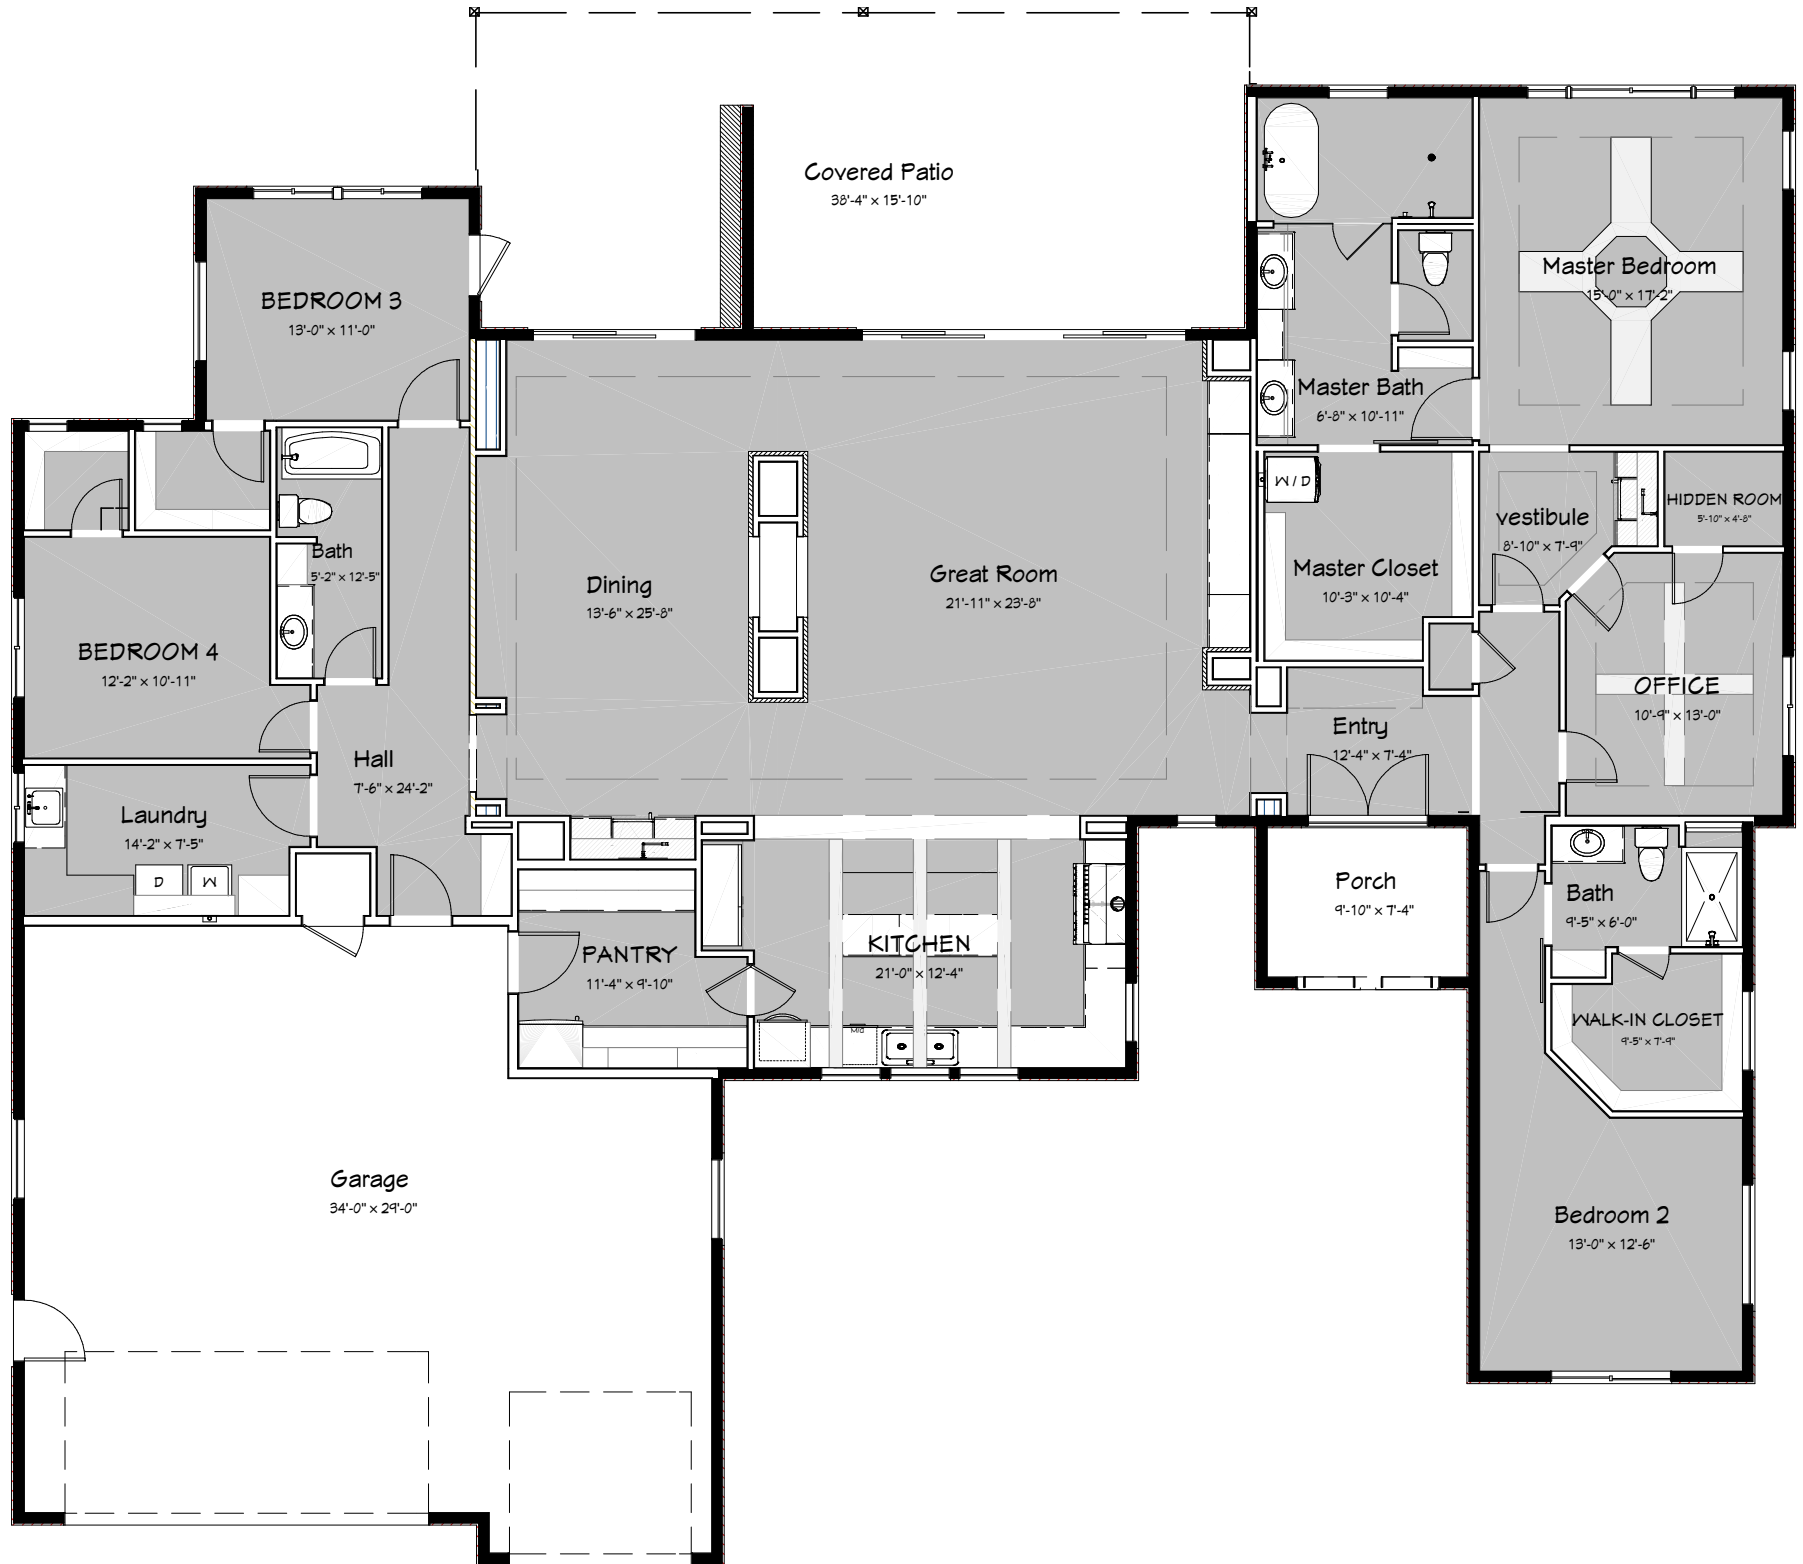 Covered Patio
38'-4" x 15'-10"
BEDROOM 3
13'-0" x 11'-0"
Master Bedroom
15'-0" x 17'-2"
Master Bath
6'-8" x 10'-11"
W / D
HIDDEN ROOM
5'-10" x 4'-8"
vestibule
8'-10" x 7'-9"
Bath
5'-2" x 12'-5"
Dining
13'-6" x 25'-8"
Great Room
21'-11" x 23'-8"
Master Closet
10'-3" x 10'-4"
BEDROOM 4
12'-2" x 10'-11"
OFFICE
10'-9" x 13'-0"
Entry
12'-4" x 7'-4"
Hall
7'-6" x 24'-2"
Laundry
14'-2" x 7'-5"
D
W
Porch
9'-10" x 7'-4"
Bath
9'-5" x 6'-0"
PANTRY
11'-4" x 9'-10"
KITCHEN
21'-0" x 12'-4"
WALK-IN CLOSET
9'-5" x 7'-9"
Garage
34'-0" x 29'-0"
Bedroom 2
13'-0" x 12'-6"